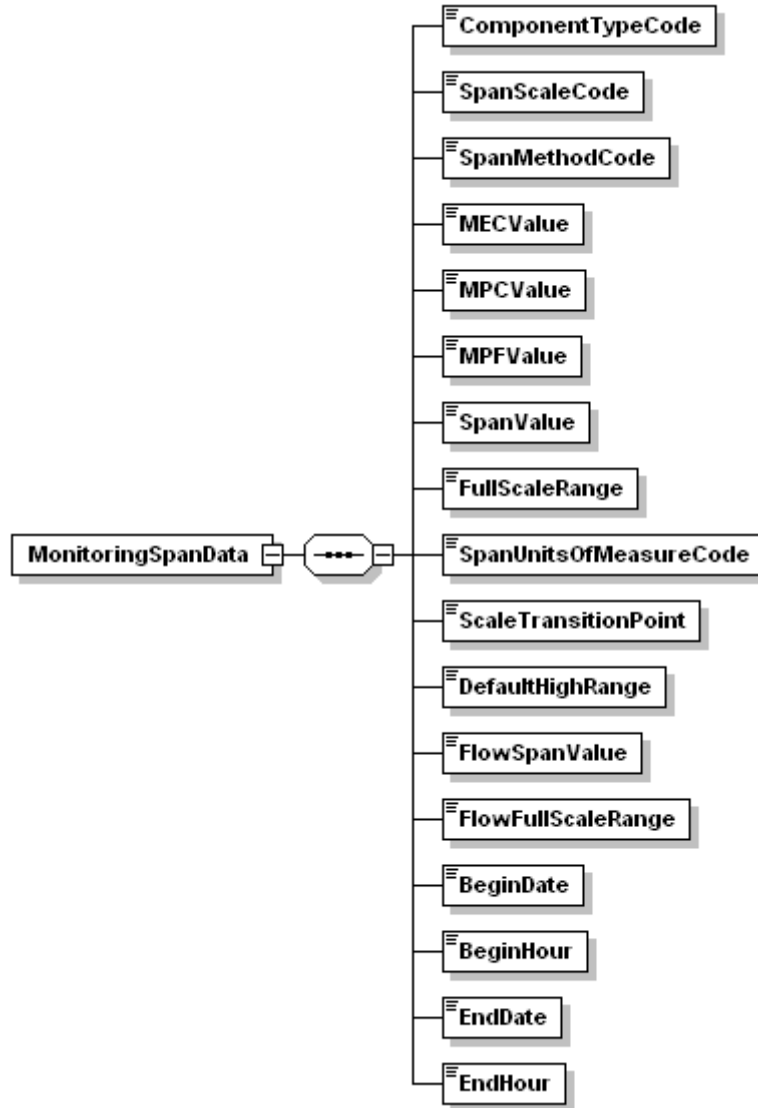 ComponentTypeCode
SpanScaleCode
SpanMethodCode
MECValue
MPCValue
MPFValue
SpanValue
FullScaleRange
MonitoringSpanData
SpanUnitsOfMeasureCode
ScaleTransitionPoint
DefaultHighRange
FlowSpanValue
FlowFullScaleRange
BeginDate
BeginHour
EndDate
EndHour